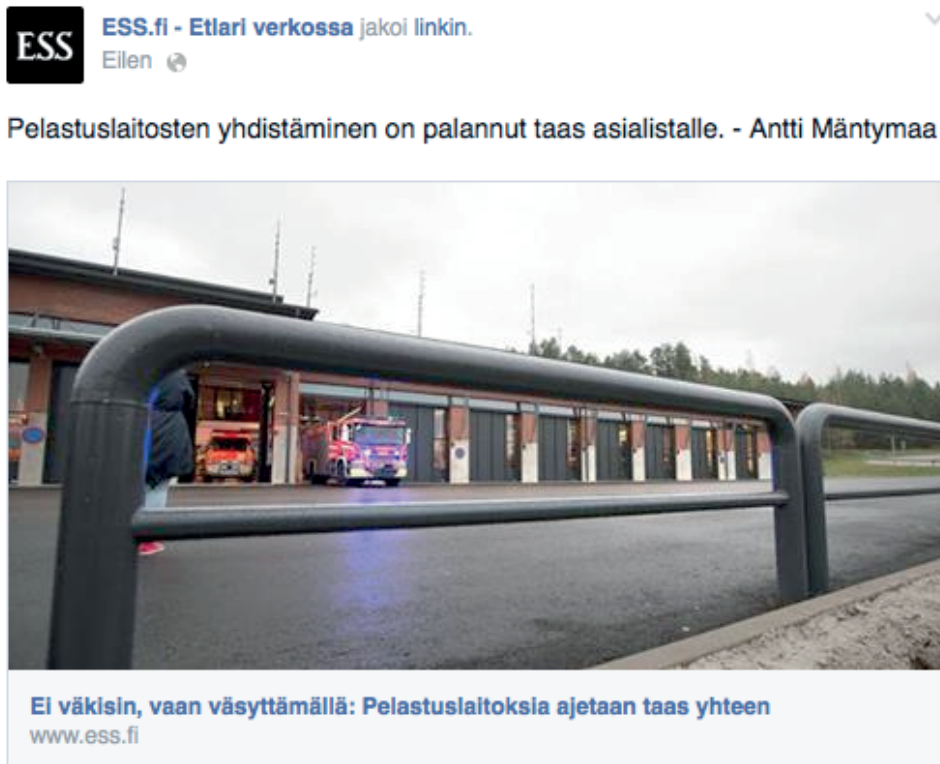 ESS
ESS.fi - Etlari verkossa jakoi linkin.
Eilen
Pelastuslaitosten yhdistäminen on palannut taas asialistalle. - Antti Mäntymaa
Ei väkisin, vaan väsyttämällä: Pelastuslaitoksia ajetaan taas yhteen
www.ess.fi